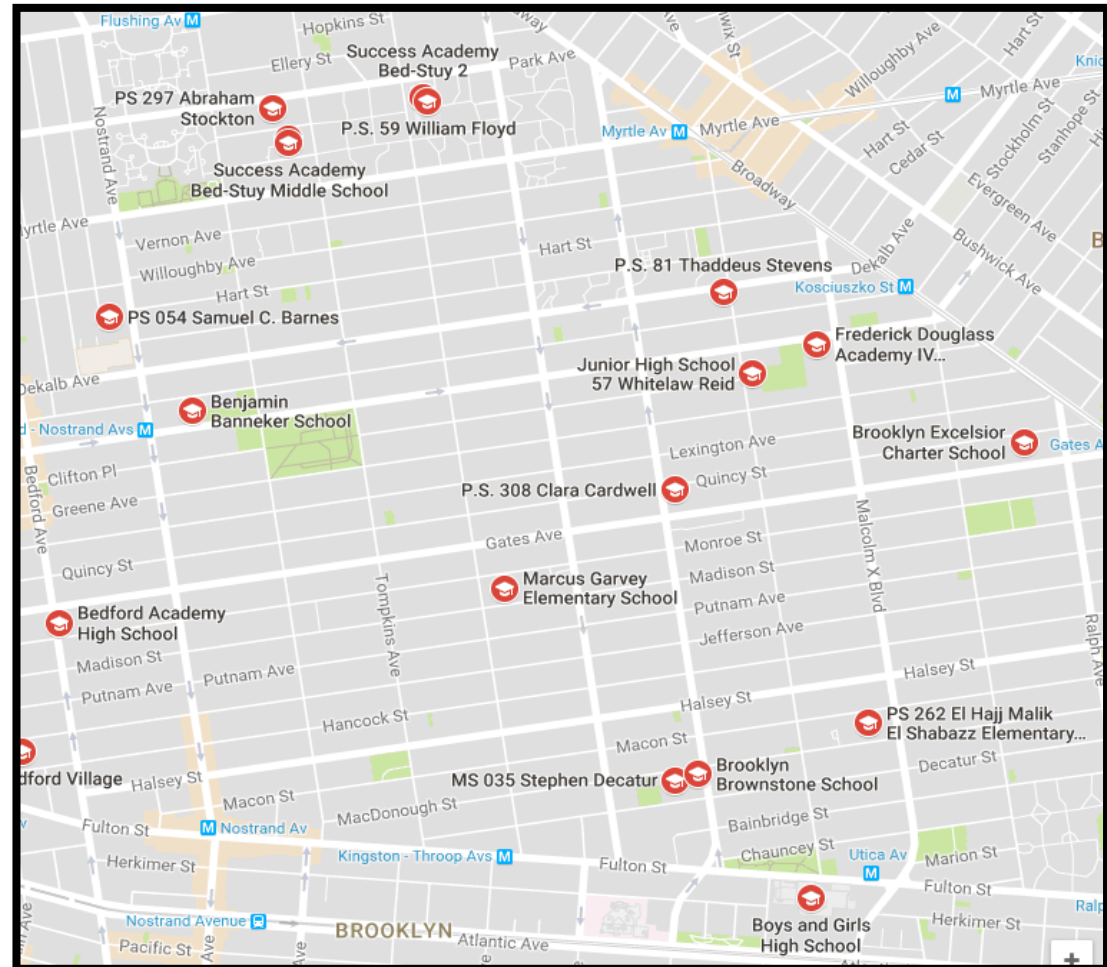 Flushing Av M
Hopkins St
Ellery St
Success Academy
Bed-Stuy 2
Park Ave
PS 297 Abraham
Stockton
P.S. 59 William Floyd
Success Academy
Bed-Stuy Middle School
Nostrand Ave
Myrtle Av M
Myrtle Ave
M
Myrtle Ave
Willoughby Ave
Hart St
Hart St
Cedar St
Stockholm St
Stanhope St
Evergreen Ave
Bushwick Ave
Broadway
Vernon Ave
Willoughby Ave
Hart St
Hart St
P.S. 81 Thaddeus Stevens
Dekalb Ave
Kosciuszko St M
PS 054 Samuel C. Barnes
Frederick Douglass
Academy IV...
Junior High School
57 Whitelaw Reid
Dekalb Ave
Benjamin
Banneker School
d - Nostrand Avs M
Lexington Ave
Brooklyn Excelsior
Charter School
Gates A
Clifton Pl
Greene Ave
Bedford Ave
P.S. 308 Clara Cardwell
Quincy St
Gates Ave
Monroe St
Malcolm X Blvd
Quincy St
Tompkins Ave
Marcus Garvey
Elementary School
Madison St
Putnam Ave
Jefferson Ave
Bedford Academy
High School
Madison St
Putnam Ave
Putnam Ave
Halsey St
Ralph Ave
Hancock St
Halsey St
PS 262 El Hajj Malik
El Shabazz Elementary...
Macon St
Decatur St
dford Village
Halsey St
MS 035 Stephen Decatur
Brooklyn
Brownstone School
Macon St
MacDonough St
Bainbridge St
Fulton St
M Nostrand Av
Chauncey St
Utica Av
M
Marion St
Herkimer St
Kingston - Throop Avs M
Fulton St
Fulton St
Ralp
Nostrand Avenue
BROOKLYN
Boys and Girls
High School
Herkimer St
Pacific St
Atlantic Ave
+